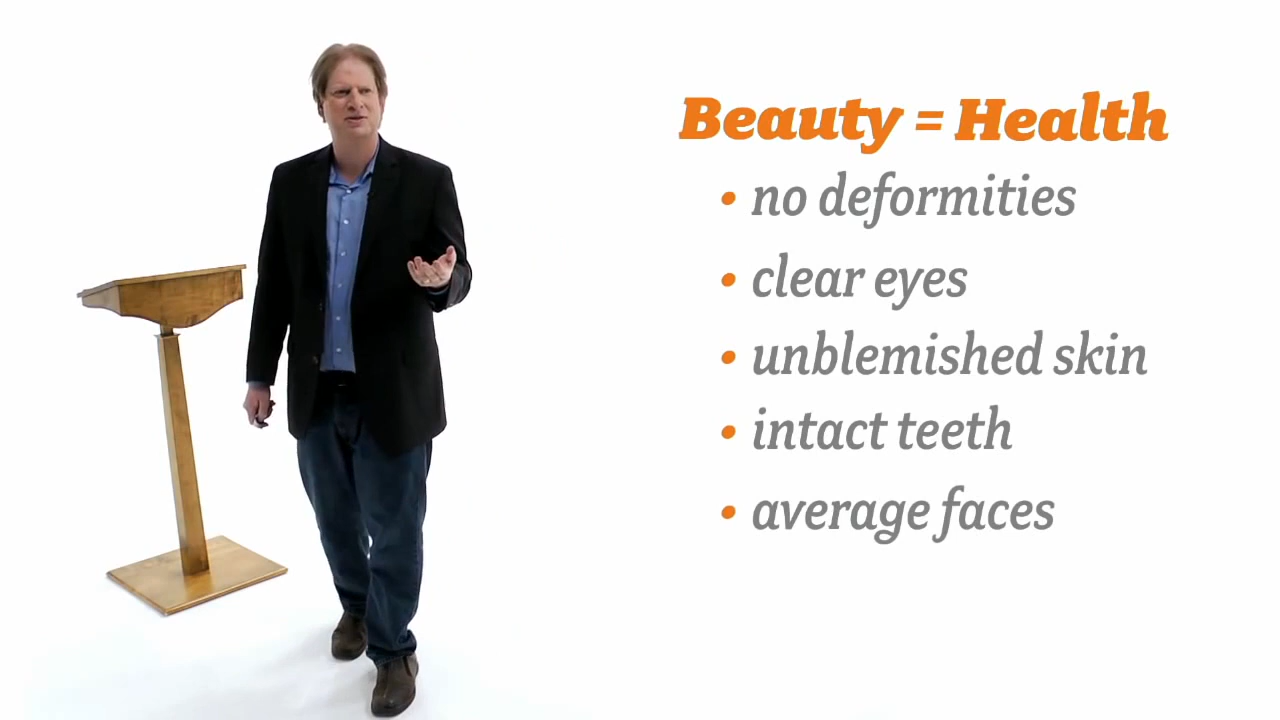 Beauty = Health
• no deformities
• clear eyes
• unblemished skin
• intact teeth
• average faces